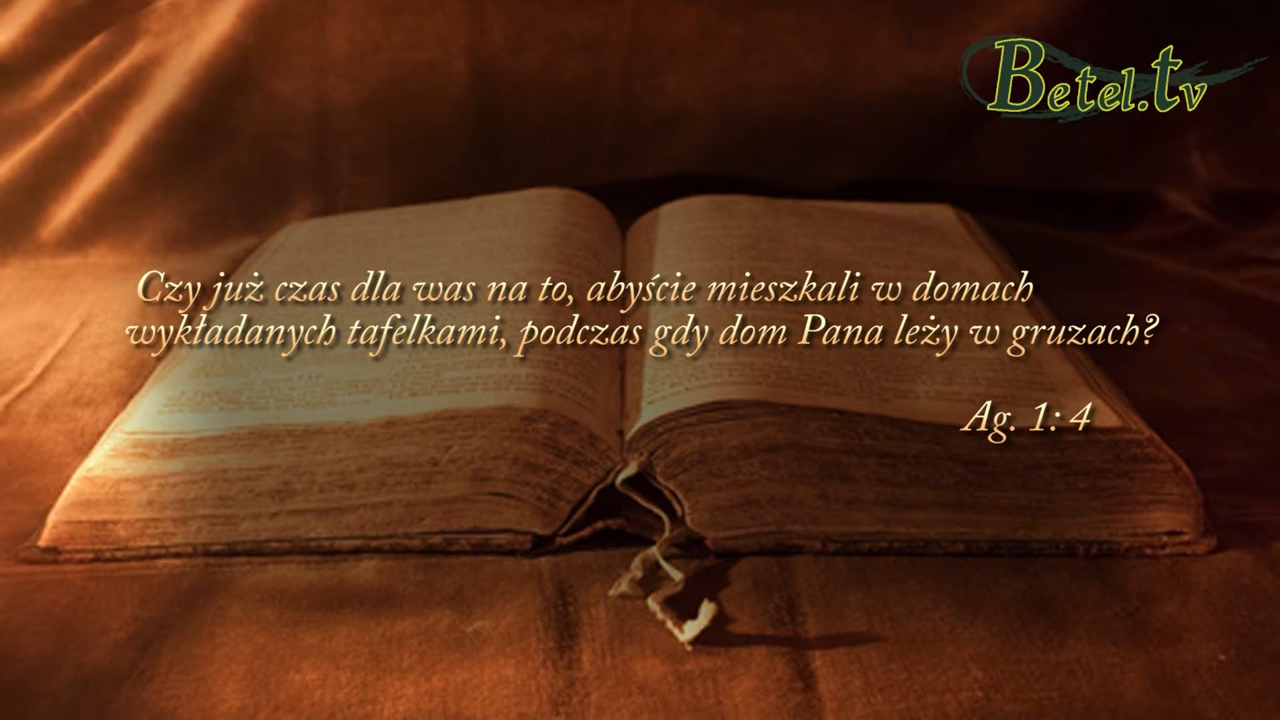 Betel.tv
Czy już czas dla was na to, abyście mieszkali w domach
wykładanych tafelkami, podczas gdy dom Pana leży w gruzach?
Ag. 1: 4